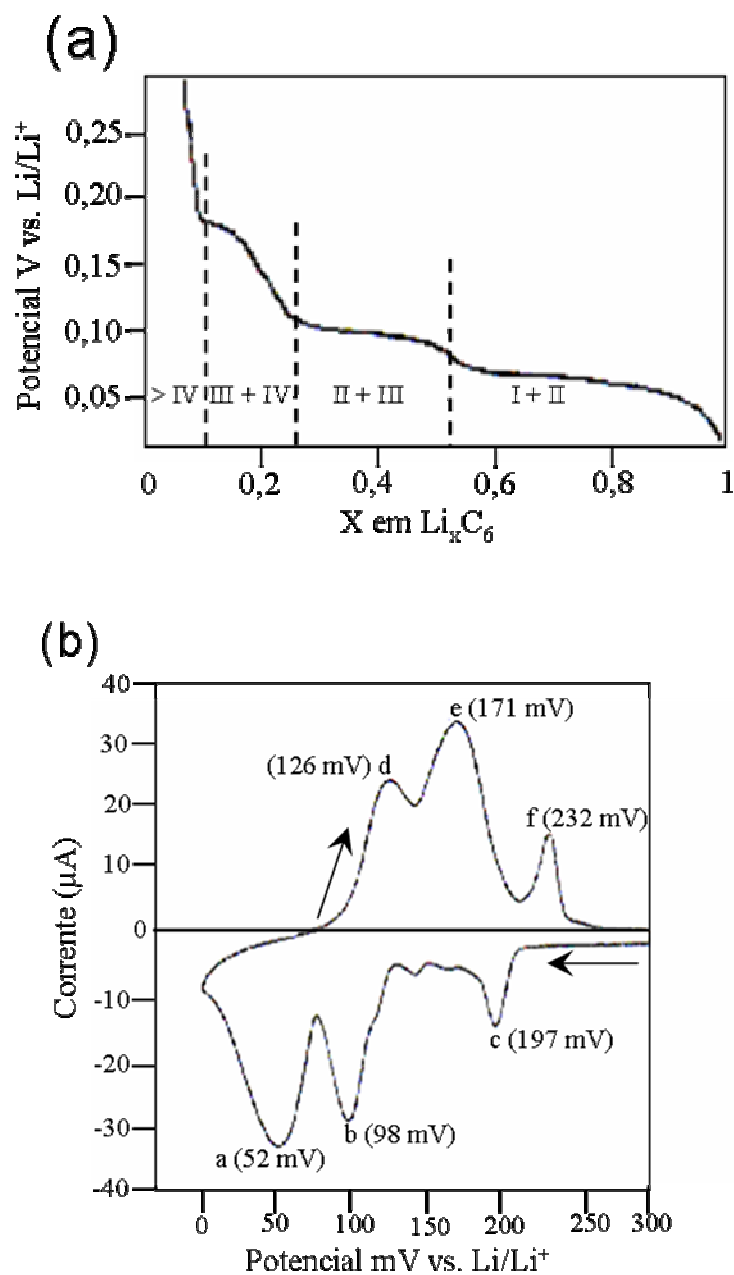 (a)
Potencial V vs. Li/Li⁺
0,25
0,20
0,15
0,10
0,05
> IV III + IV II + III I + II
0 0,2 0,4 0,6 0,8 1
X em LiₓC₆
(b)
Corrente (μA)
40
30
20
10
0
-10
-20
-30
-40
e (171 mV)
(126 mV) d
f (232 mV)
c (197 mV)
b (98 mV)
a (52 mV)
0 50 100 150 200 250 300
Potencial mV vs. Li/Li⁺